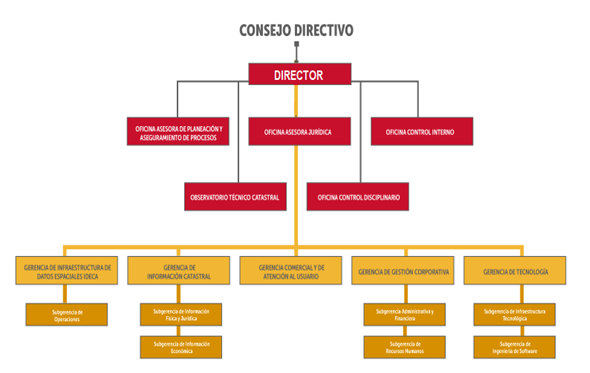 CONSEJO DIRECTIVO
DIRECTOR
OFICINA ASESORA DE PLANEACIÓN Y
ASEGURAMIENTO DE PROCESOS
OFICINA ASESORA JURÍDICA
OFICINA CONTROL INTERNO
OBSERVATORIO TÉCNICO CATASTRAL
OFICINA CONTROL DISCIPLINARIO
GERENCIA DE INFRAESTRUCTURA DE
DATOS ESPACIALES IDECA
GERENCIA DE
INFORMACIÓN CATASTRAL
GERENCIA COMERCIAL Y DE
ATENCIÓN AL USUARIO
GERENCIA DE GESTIÓN CORPORATIVA
GERENCIA DE TECNOLOGÍA
Subgerencia de
Operaciones
Subgerencia de Información
Física y Jurídica
Subgerencia Administrativa y
Financiera
Subgerencia de Infraestructura
Tecnológica
Subgerencia de Información
Económica
Subgerencia de
Recursos Humanos
Subgerencia de
Ingeniería de Software